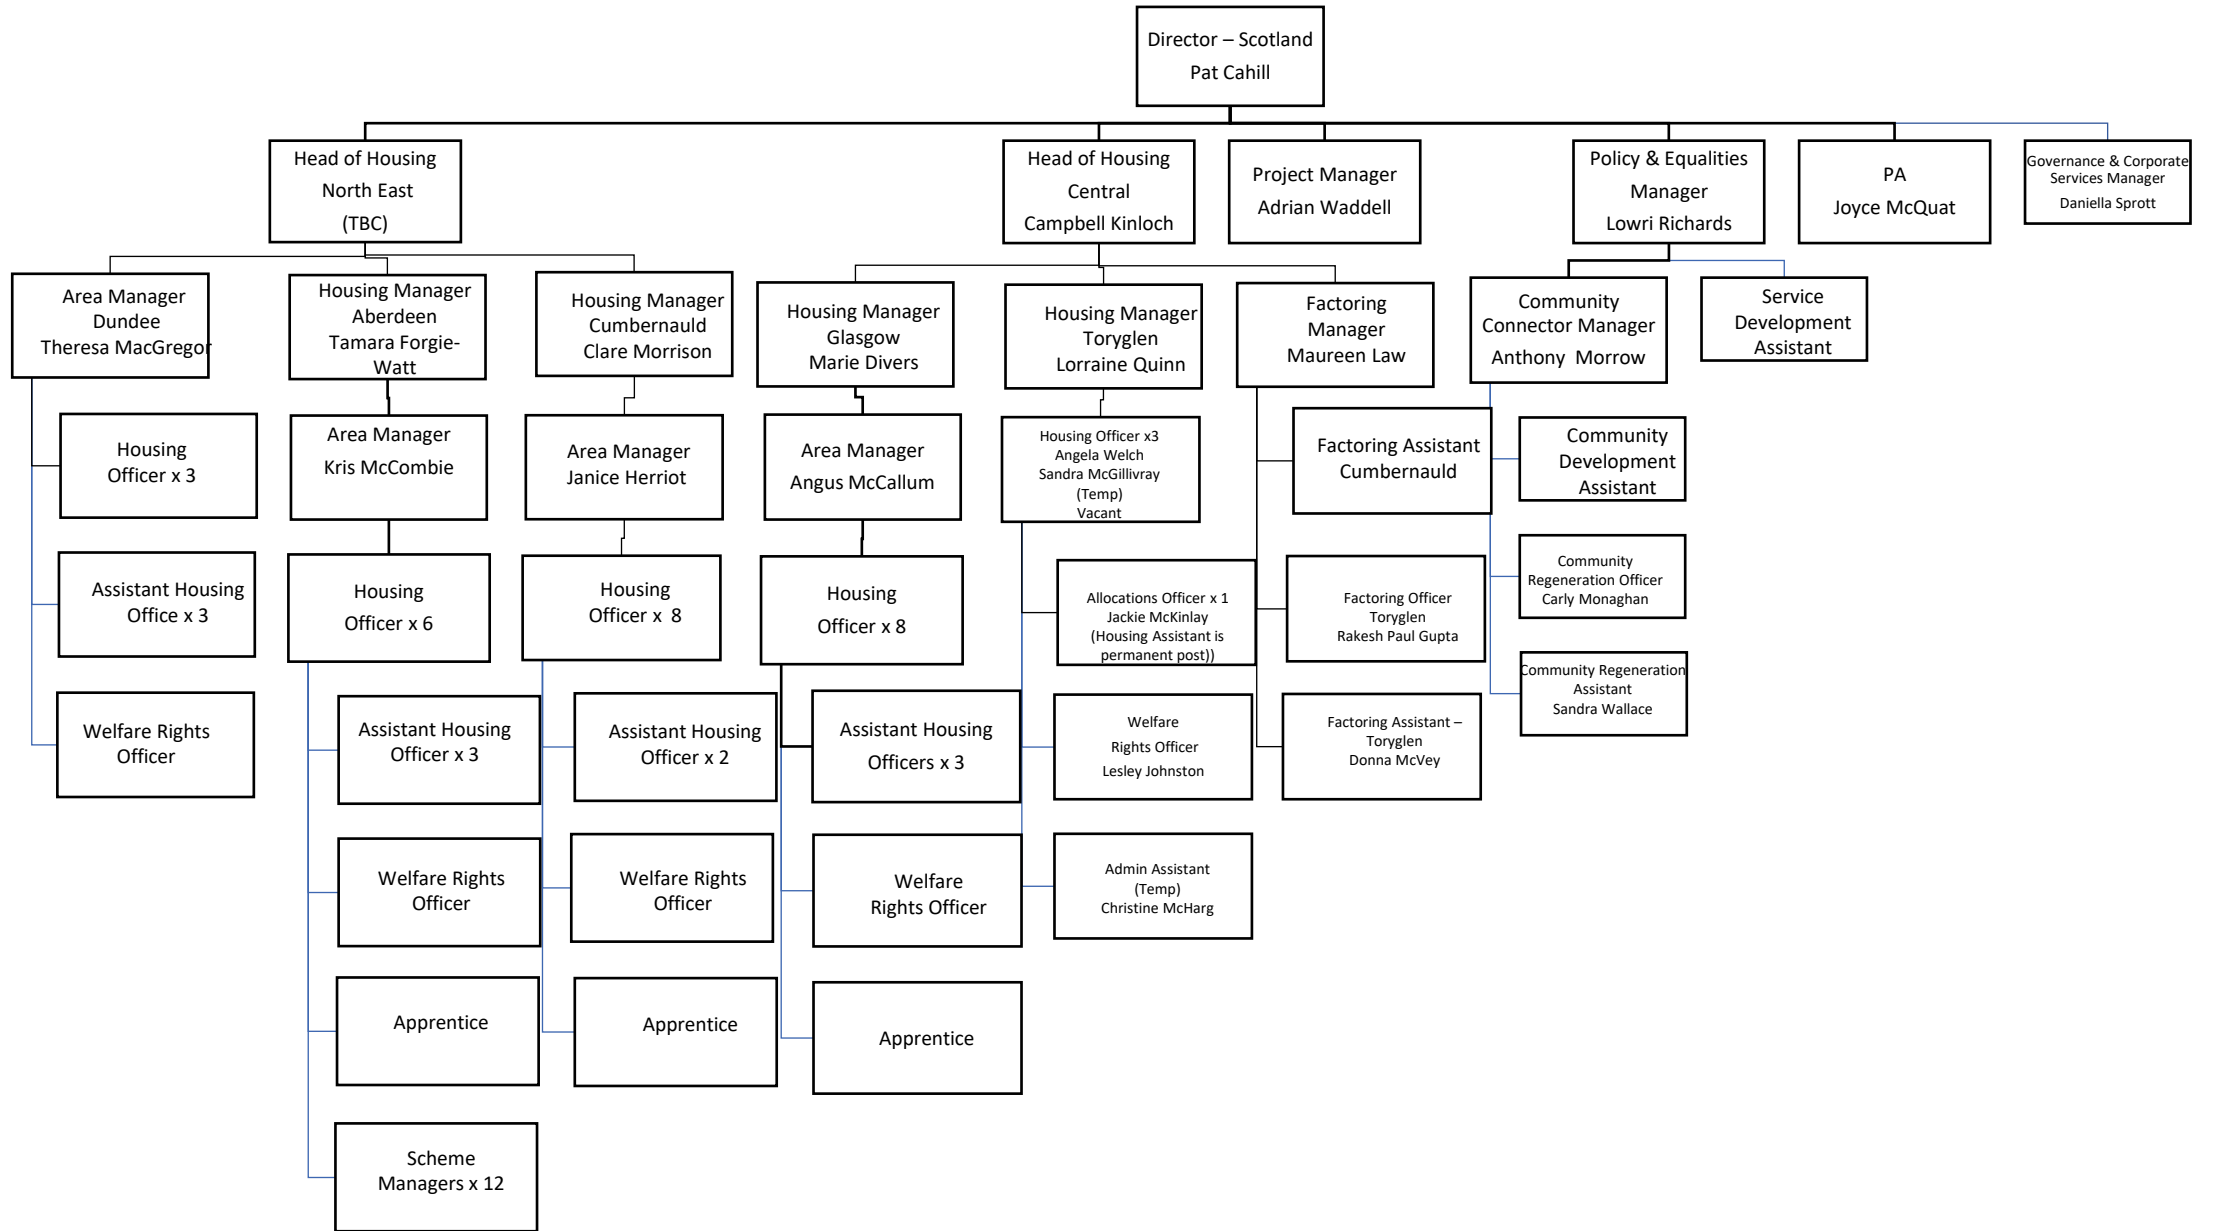 Director – Scotland
Pat Cahill
Head of Housing
North East
(TBC)
Head of Housing
Central
Campbell Kinloch
Project Manager
Adrian Waddell
Policy & Equalities
Manager
Lowri Richards
PA
Joyce McQuat
Governance & Corporate
Services Manager
Daniella Sprott
Area Manager
Dundee
Theresa MacGregor
Housing Manager
Aberdeen
Tamara Forgie-
Watt
Housing Manager
Cumbernauld
Clare Morrison
Housing Manager
Glasgow
Marie Divers
Housing Manager
Toryglen
Lorraine Quinn
Factoring
Manager
Maureen Law
Community
Connector Manager
Anthony Morrow
Service
Development
Assistant
Housing
Officer x 3
Area Manager
Kris McCombie
Area Manager
Janice Herriot
Area Manager
Angus McCallum
Housing Officer x3
Angela Welch
Sandra McGillivray
(Temp)
Vacant
Factoring Assistant
Cumbernauld
Community
Development
Assistant
Assistant Housing
Office x 3
Housing
Officer x 6
Housing
Officer x 8
Housing
Officer x 8
Allocations Officer x 1
Jackie McKinlay
(Housing Assistant is
permanent post))
Factoring Officer
Toryglen
Rakesh Paul Gupta
Community
Regeneration Officer
Carly Monaghan
Welfare Rights
Officer
Assistant Housing
Officer x 3
Assistant Housing
Officer x 2
Assistant Housing
Officers x 3
Welfare
Rights Officer
Lesley Johnston
Factoring Assistant –
Toryglen
Donna McVey
Community Regeneration
Assistant
Sandra Wallace
Welfare Rights
Officer
Welfare Rights
Officer
Welfare
Rights Officer
Admin Assistant
(Temp)
Christine McHarg
Apprentice
Apprentice
Apprentice
Scheme
Managers x 12